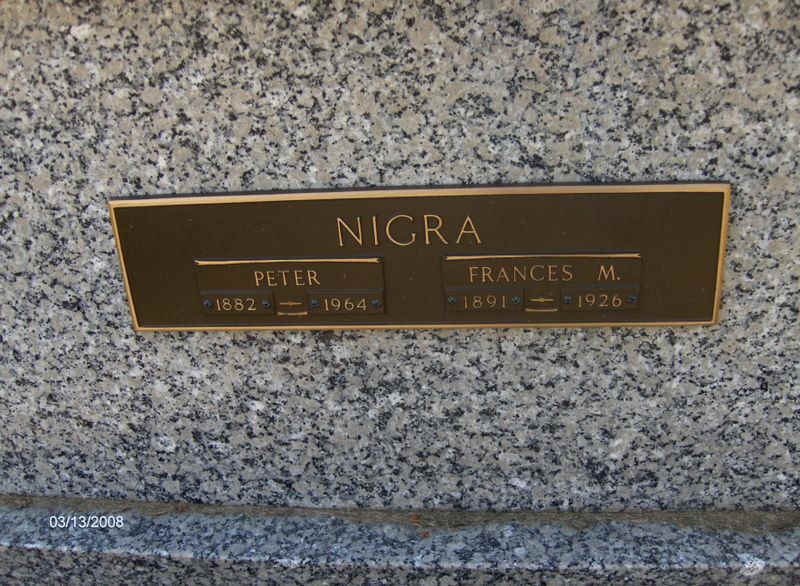 NIGRA
PETER
1882 – 1964
FRANCES M.
1891 – 1926
03/13/2008